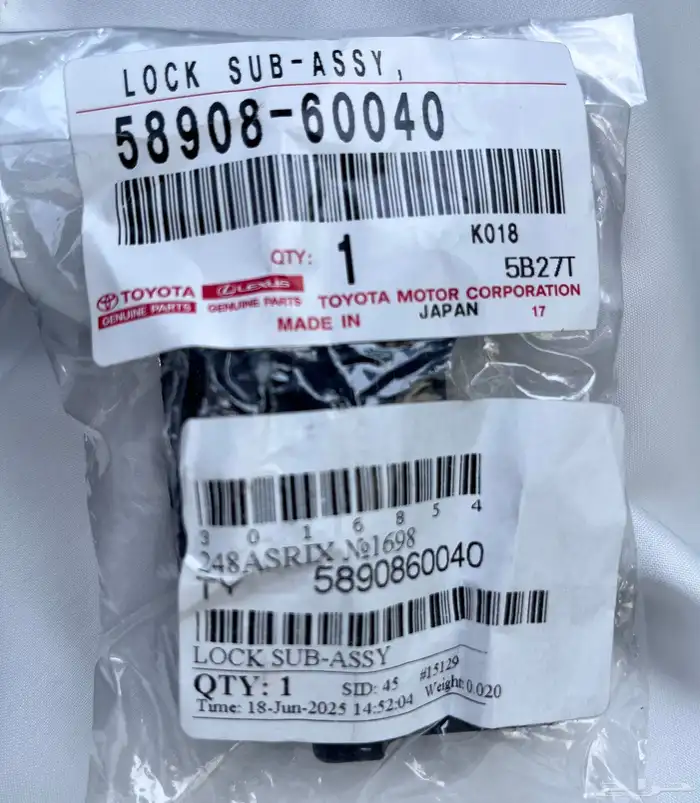 LOCK SUB-ASSY,
58908-60040
K018
QTY: 1
5B27T
TOYOTA GENUINE PARTS
LEXUS GENUINE PARTS
TOYOTA MOTOR CORPORATION
MADE IN JAPAN 17
3 0 1 6 8 5 4
248ASRIX №1698
TY 5890860040
LOCK SUB-ASSY
QTY: 1 SID: 45 #15129
Weight: 0.020
Time: 18-Jun-2025 14:52:04
حراج